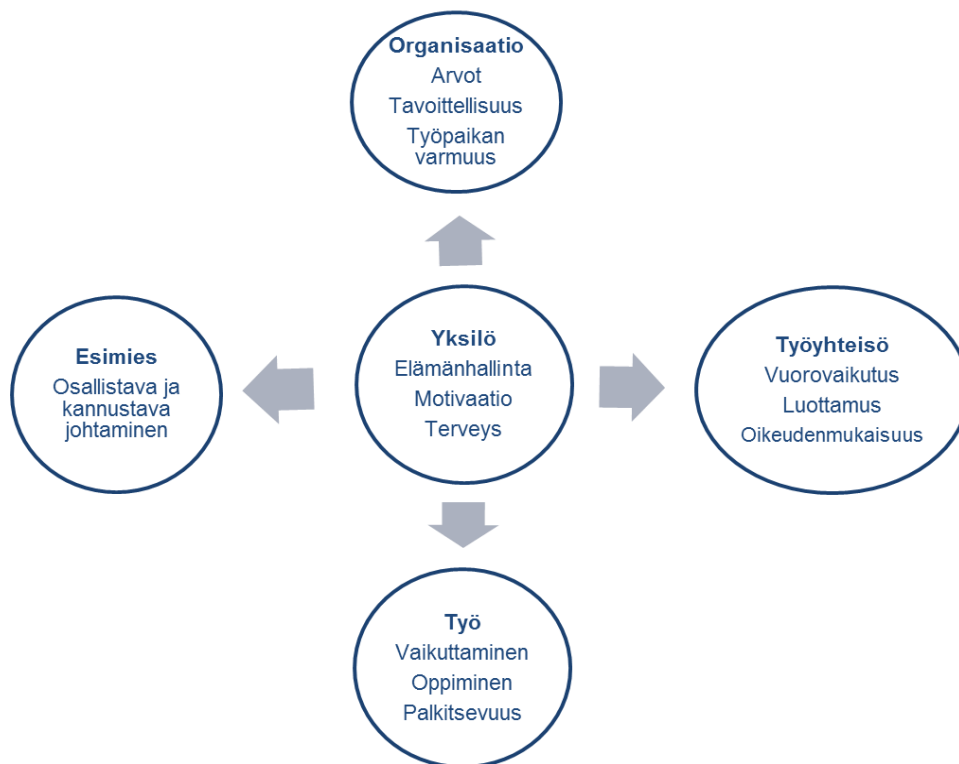 Organisaatio
Arvot
Tavoittellisuus
Työpaikan
varmuus
Esimies
Osallistava ja
kannustava
johtaminen
Yksilö
Elämänhallinta
Motivaatio
Terveys
Työyhteisö
Vuorovaikutus
Luottamus
Oikeudenmukaisuus
Työ
Vaikuttaminen
Oppiminen
Palkitsevuus